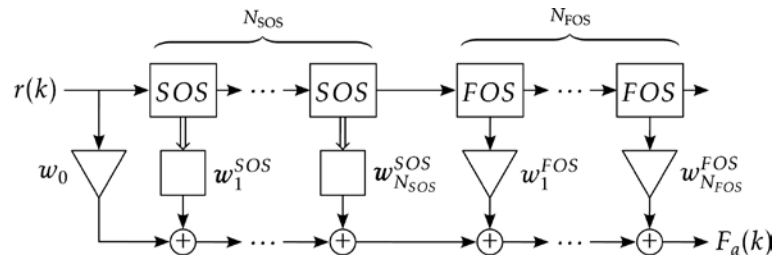 N_SOS N_FOS
r(k) SOS ... SOS FOS ... FOS
w_0 w_1^SOS w_{N_SOS}^SOS w_1^FOS w_{N_FOS}^FOS
+ ... + + ... + F_a(k)